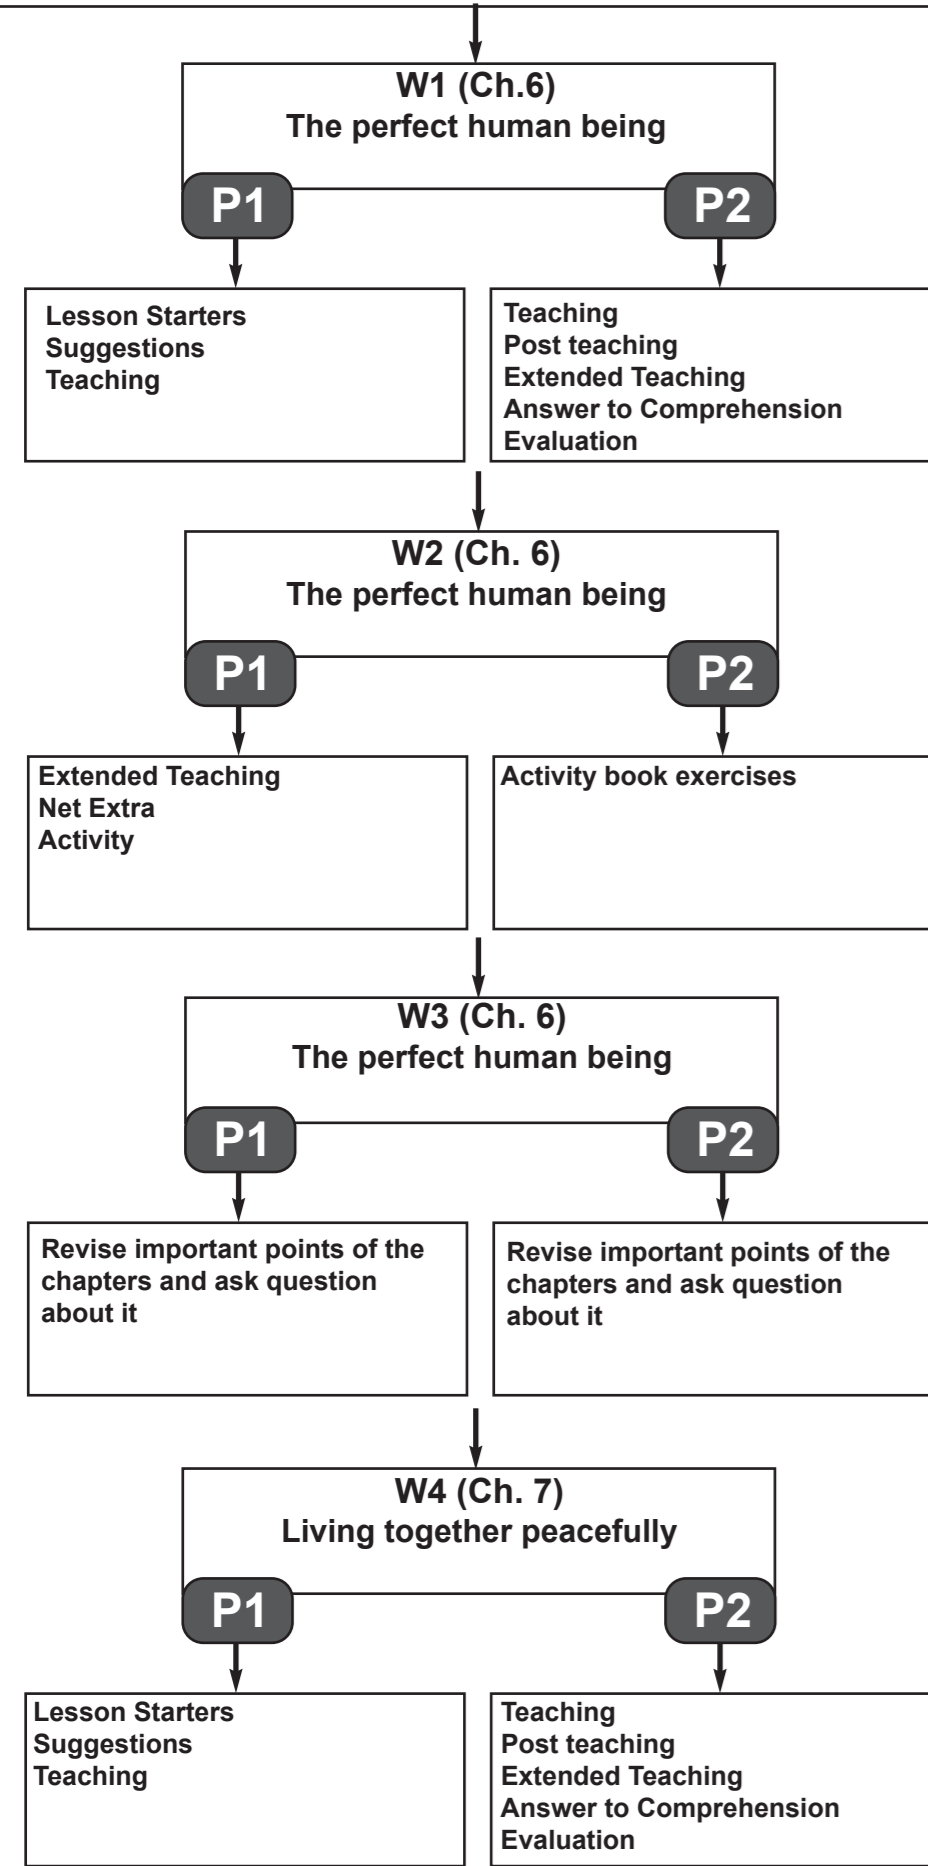 W1 (Ch.6)
The perfect human being
P1
P2
Lesson Starters
Suggestions
Teaching
Teaching
Post teaching
Extended Teaching
Answer to Comprehension
Evaluation
W2 (Ch. 6)
The perfect human being
P1
P2
Extended Teaching
Net Extra
Activity
Activity book exercises
W3 (Ch. 6)
The perfect human being
P1
P2
Revise important points of the
chapters and ask question
about it
Revise important points of the
chapters and ask question
about it
W4 (Ch. 7)
Living together peacefully
P1
P2
Lesson Starters
Suggestions
Teaching
Teaching
Post teaching
Extended Teaching
Answer to Comprehension
Evaluation